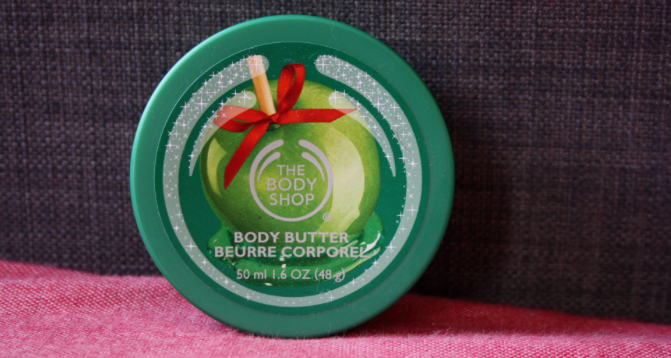 THE
BODY
SHOP
BODY BUTTER
BEURRE CORPOREL
50 ml 1.6 OZ (48 g)